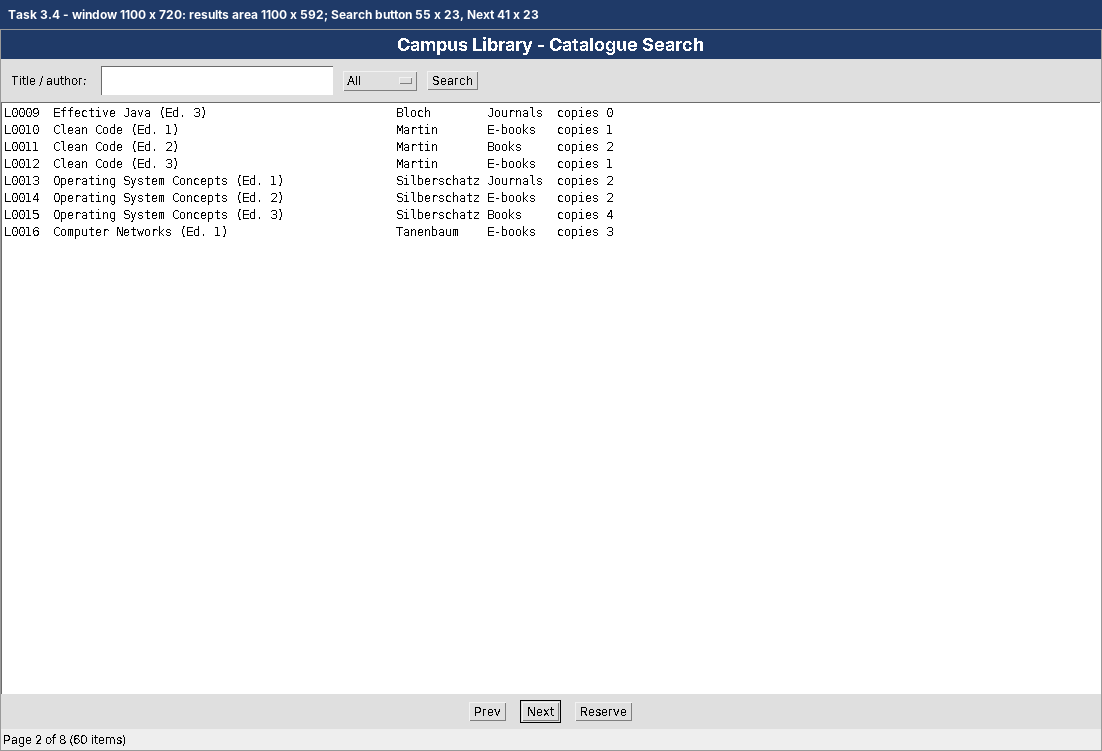 Task 3.4 - window 1100 x 720: results area 1100 x 592; Search button 55 x 23, Next 41 x 23
Campus Library - Catalogue Search
Title / author: All Search
L0009 Effective Java (Ed. 3) Bloch Journals copies 0
L0010 Clean Code (Ed. 1) Martin E-books copies 1
L0011 Clean Code (Ed. 2) Martin Books copies 2
L0012 Clean Code (Ed. 3) Martin E-books copies 1
L0013 Operating System Concepts (Ed. 1) Silberschatz Journals copies 2
L0014 Operating System Concepts (Ed. 2) Silberschatz E-books copies 2
L0015 Operating System Concepts (Ed. 3) Silberschatz Books copies 4
L0016 Computer Networks (Ed. 1) Tanenbaum E-books copies 3
Prev Next Reserve
Page 2 of 8 (60 items)